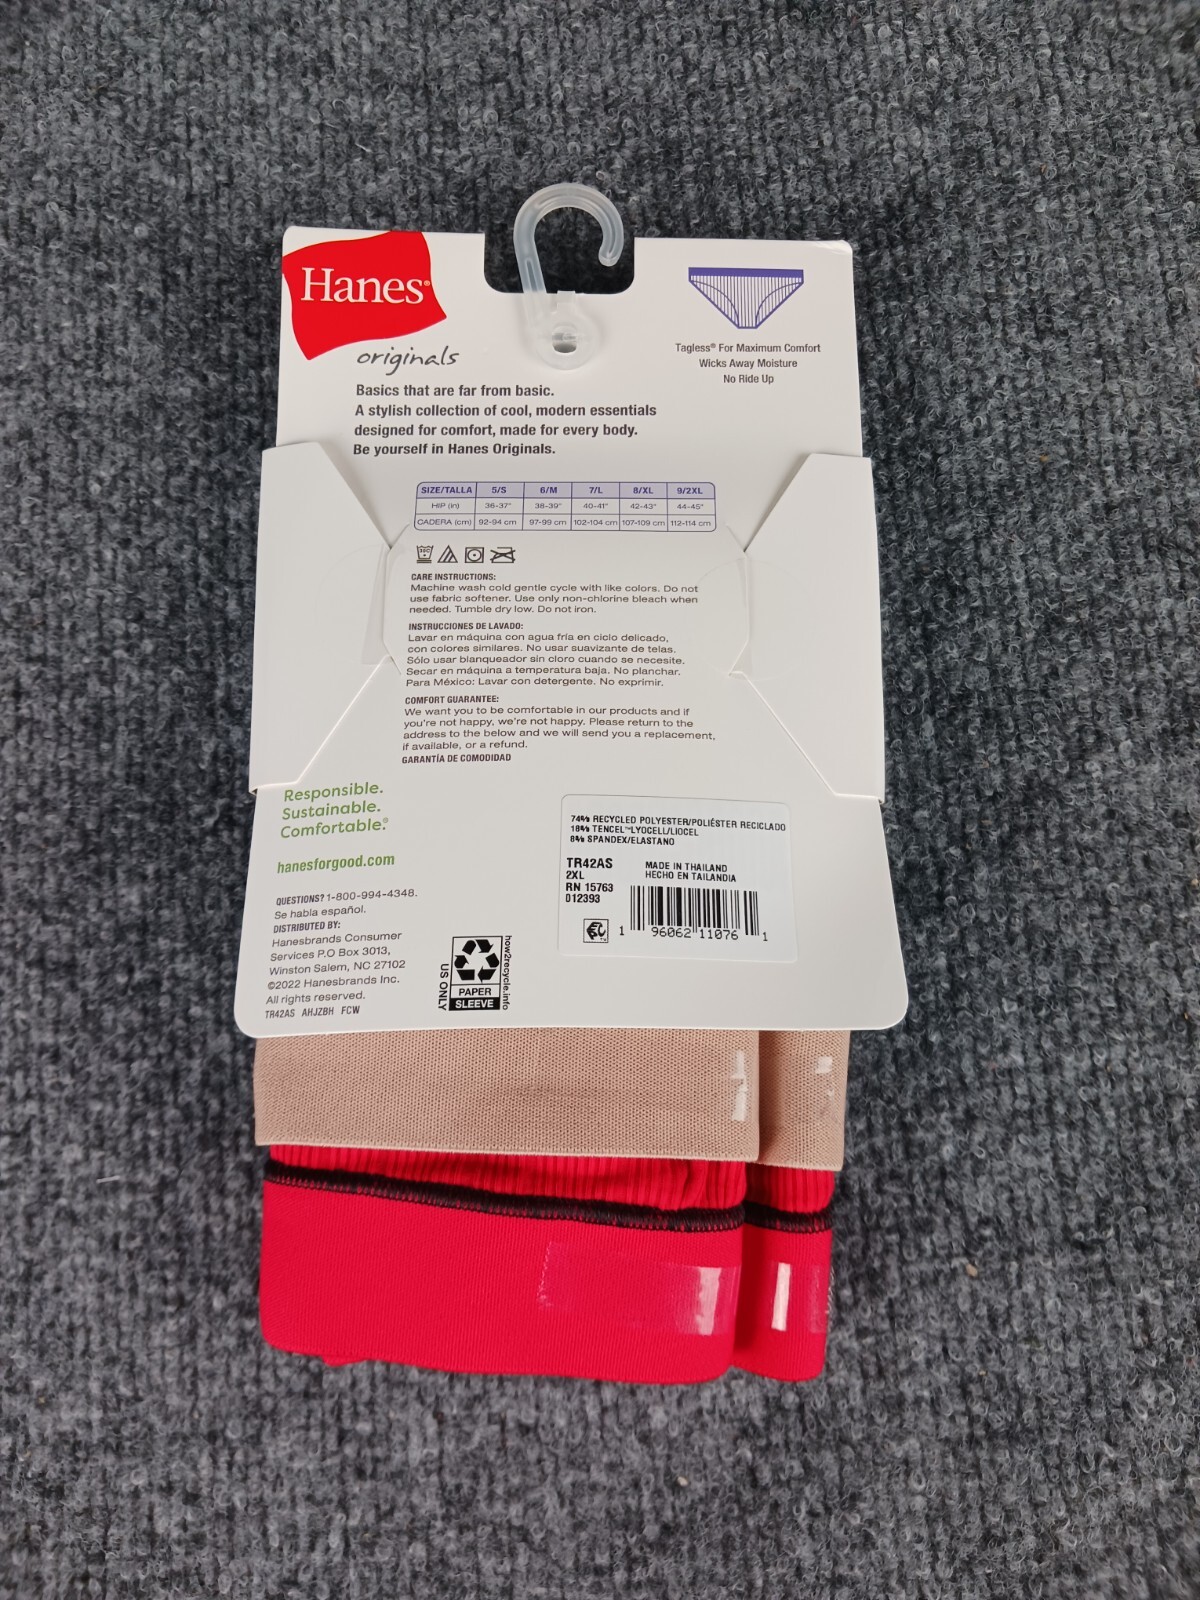 Hanes®
originals
Basics that are far from basic.
A stylish collection of cool, modern essentials
designed for comfort, made for every body.
Be yourself in Hanes Originals.
Tagless® For Maximum Comfort
Wicks Away Moisture
No Ride Up
SIZE/TALLA 5/S 6/M 7/L 8/XL 9/2XL
HIP (in) 36-37" 38-39" 40-41" 42-43" 44-45"
CADERA (cm) 92-94 cm 97-99 cm 102-104 cm 107-109 cm 112-114 cm
30C
CARE INSTRUCTIONS:
Machine wash cold gentle cycle with like colors. Do not
use fabric softener. Use only non-chlorine bleach when
needed. Tumble dry low. Do not iron.
INSTRUCCIONES DE LAVADO:
Lavar en máquina con agua fría en ciclo delicado,
con colores similares. No usar suavizante de telas.
Sólo usar blanqueador sin cloro cuando se necesite.
Secar en máquina a temperatura baja. No planchar.
Para México: Lavar con detergente. No exprimir.
COMFORT GUARANTEE:
We want you to be comfortable in our products and if
you're not happy, we're not happy. Please return to the
address to the below and we will send you a replacement,
if available, or a refund.
GARANTÍA DE COMODIDAD
Responsible.
Sustainable.
Comfortable.®
hanesforgood.com
QUESTIONS? 1-800-994-4348.
Se habla español.
DISTRIBUTED BY:
Hanesbrands Consumer
Services P.O Box 3013,
Winston Salem, NC 27102
©2022 Hanesbrands Inc.
All rights reserved.
TR42AS AHJZBH FCW
US ONLY
PAPER
SLEEVE
how2recycle.info
74% RECYCLED POLYESTER/POLIÉSTER RECICLADO
18% TENCEL™LYOCELL/LIOCEL
8% SPANDEX/ELASTANO
TR42AS
2XL
RN 15763
D12393
MADE IN THAILAND
HECHO EN TAILANDIA
1 96062 11076 1